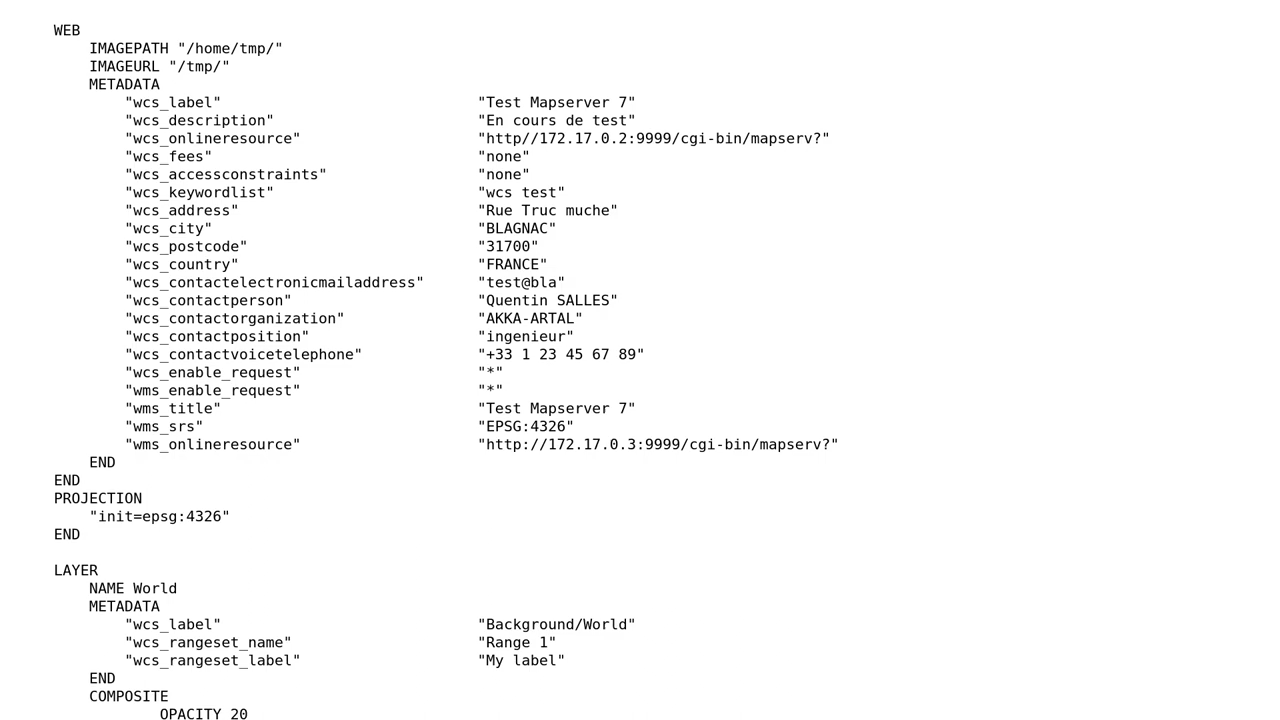 WEB
IMAGEPATH "/home/tmp/"
IMAGEURL "/tmp/"
METADATA
"wcs_label" "Test Mapserver 7"
"wcs_description" "En cours de test"
"wcs_onlineresource" "http//172.17.0.2:9999/cgi-bin/mapserv?"
"wcs_fees" "none"
"wcs_accessconstraints" "none"
"wcs_keywordlist" "wcs test"
"wcs_address" "Rue Truc muche"
"wcs_city" "BLAGNAC"
"wcs_postcode" "31700"
"wcs_country" "FRANCE"
"wcs_contactelectronicmailaddress" "test@bla"
"wcs_contactperson" "Quentin SALLES"
"wcs_contactorganization" "AKKA-ARTAL"
"wcs_contactposition" "ingenieur"
"wcs_contactvoicetelephone" "+33 1 23 45 67 89"
"wcs_enable_request" "*"
"wms_enable_request" "*"
"wms_title" "Test Mapserver 7"
"wms_srs" "EPSG:4326"
"wms_onlineresource" "http://172.17.0.3:9999/cgi-bin/mapserv?"
END
END
PROJECTION
"init=epsg:4326"
END
LAYER
NAME World
METADATA
"wcs_label" "Background/World"
"wcs_rangeset_name" "Range 1"
"wcs_rangeset_label" "My label"
END
COMPOSITE
OPACITY 20